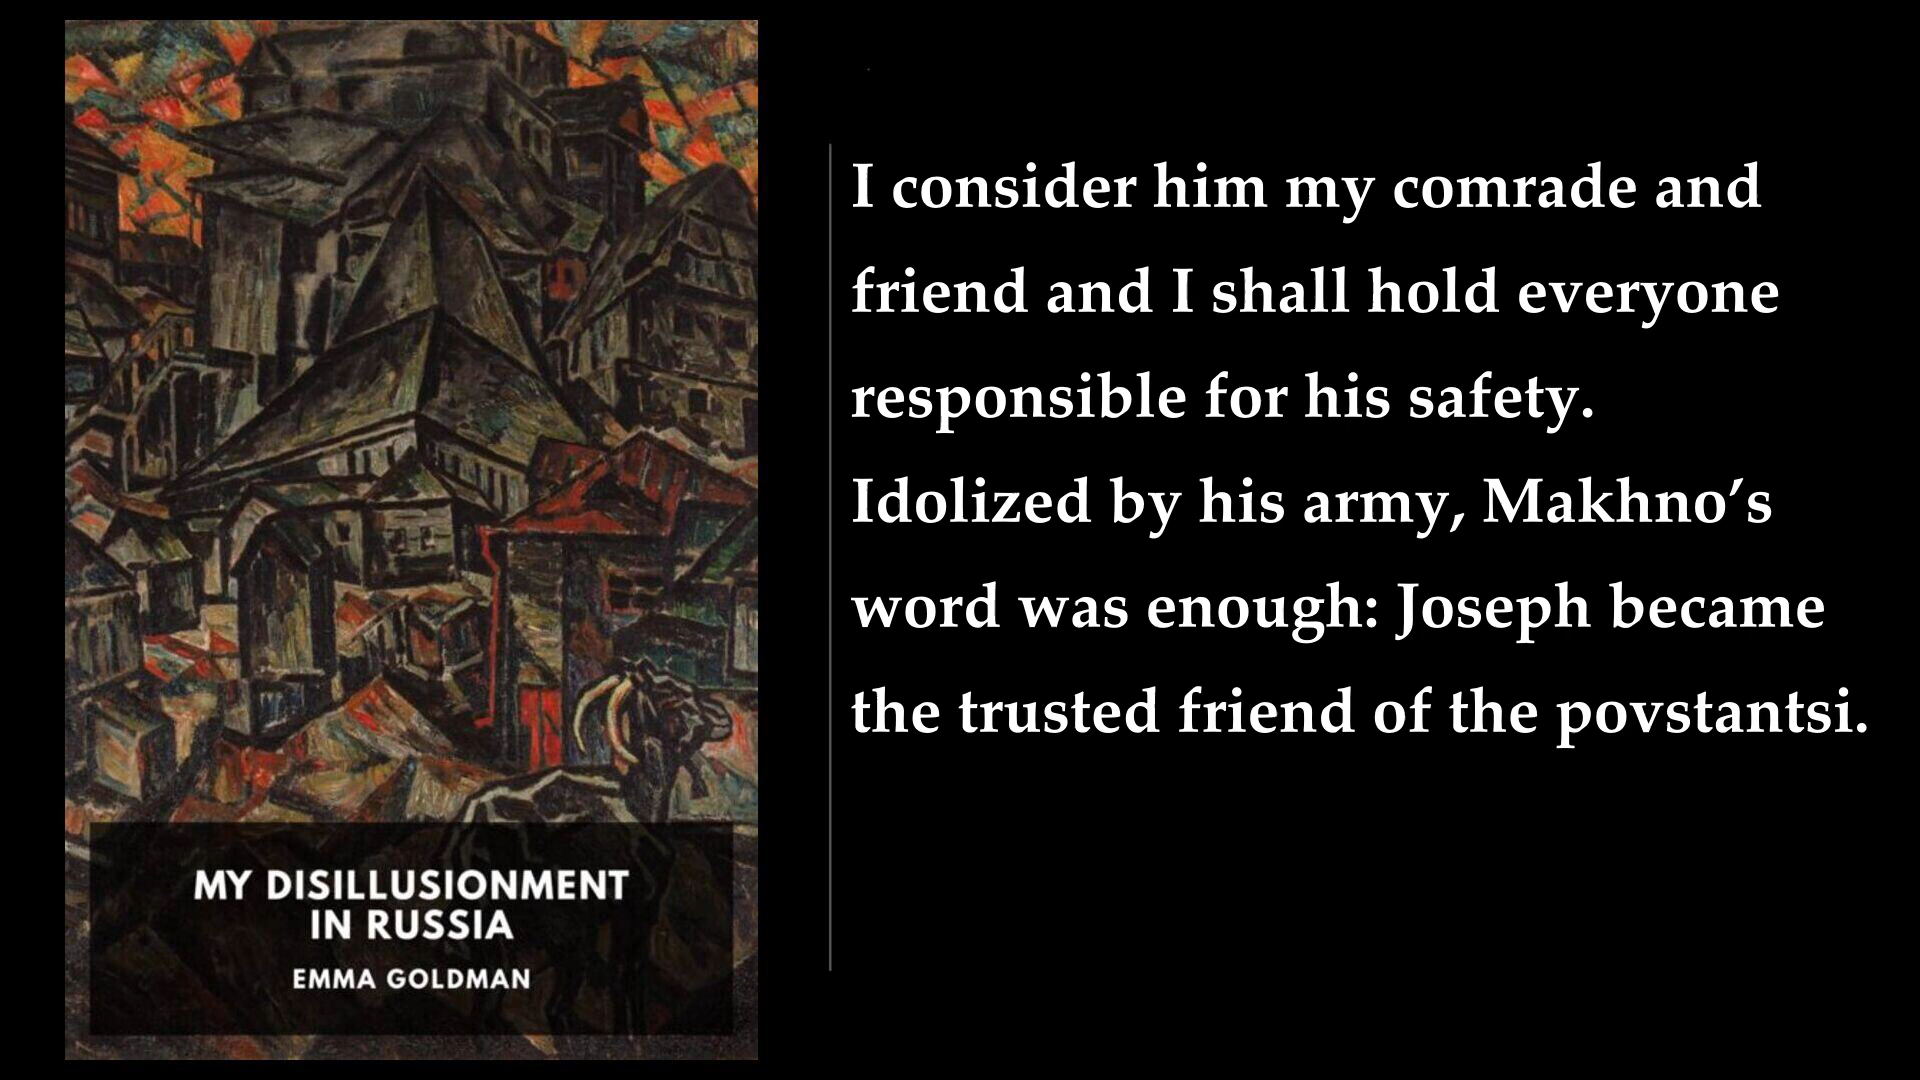 I consider him my comrade and
friend and I shall hold everyone
responsible for his safety.
Idolized by his army, Makhno’s
word was enough: Joseph became
the trusted friend of the povstantsi.
MY DISILLUSIONMENT
IN RUSSIA
EMMA GOLDMAN